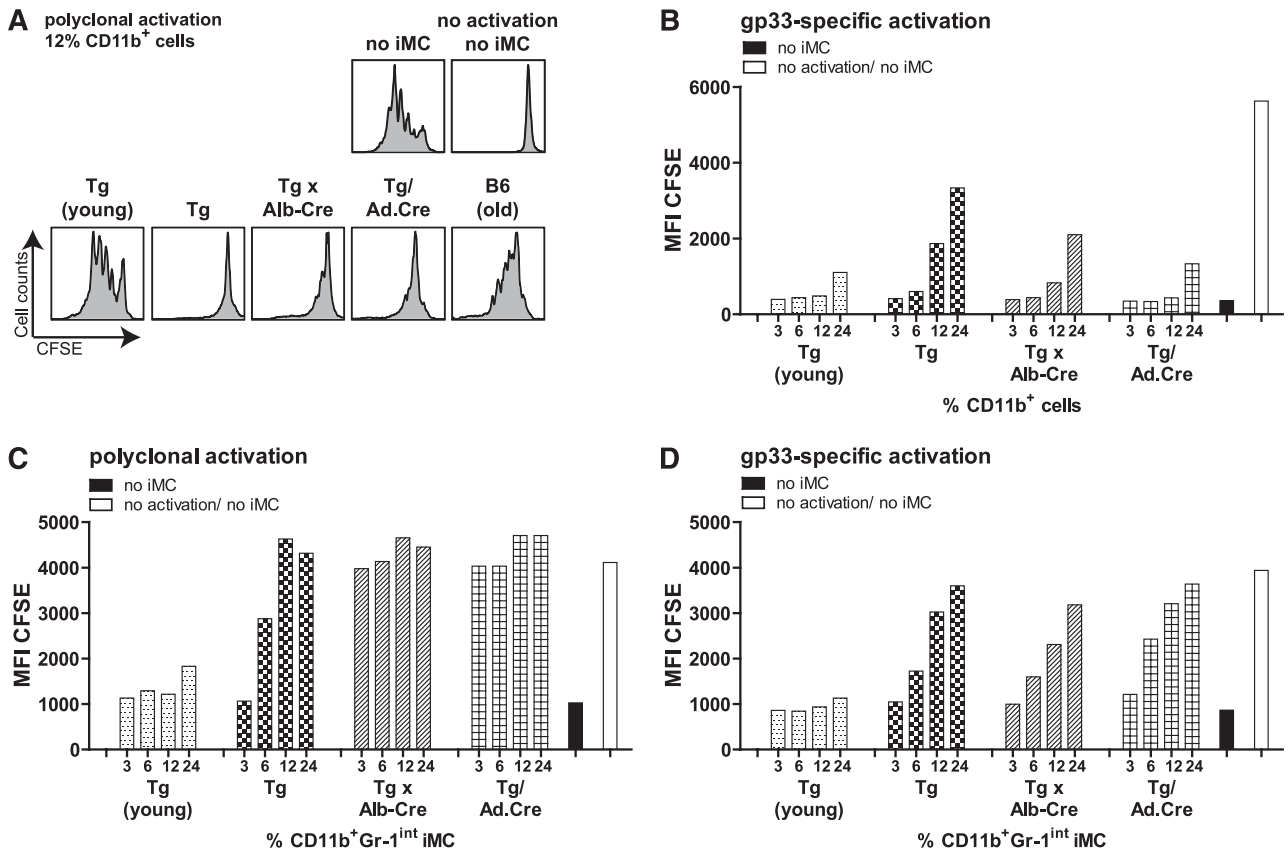 A
polyclonal activation
12% CD11b+ cells
no iMC
no activation
no iMC
Tg
(young)
Tg
Tg x
Alb-Cre
Tg/
Ad.Cre
B6
(old)
Cell counts
CFSE
B
gp33-specific activation
no iMC
no activation/ no iMC
MFI CFSE
6000
4000
2000
0
3 6 12 24 3 6 12 24 3 6 12 24 3 6 12 24
Tg
(young)
Tg
Tg x
Alb-Cre
Tg/
Ad.Cre
% CD11b+ cells
C
polyclonal activation
no iMC
no activation/ no iMC
MFI CFSE
5000
4000
3000
2000
1000
0
3 6 12 24 3 6 12 24 3 6 12 24 3 6 12 24
Tg
(young)
Tg
Tg x
Alb-Cre
Tg/
Ad.Cre
% CD11b+Gr-1int iMC
D
gp33-specific activation
no iMC
no activation/ no iMC
MFI CFSE
5000
4000
3000
2000
1000
0
3 6 12 24 3 6 12 24 3 6 12 24 3 6 12 24
Tg
(young)
Tg
Tg x
Alb-Cre
Tg/
Ad.Cre
% CD11b+Gr-1int iMC